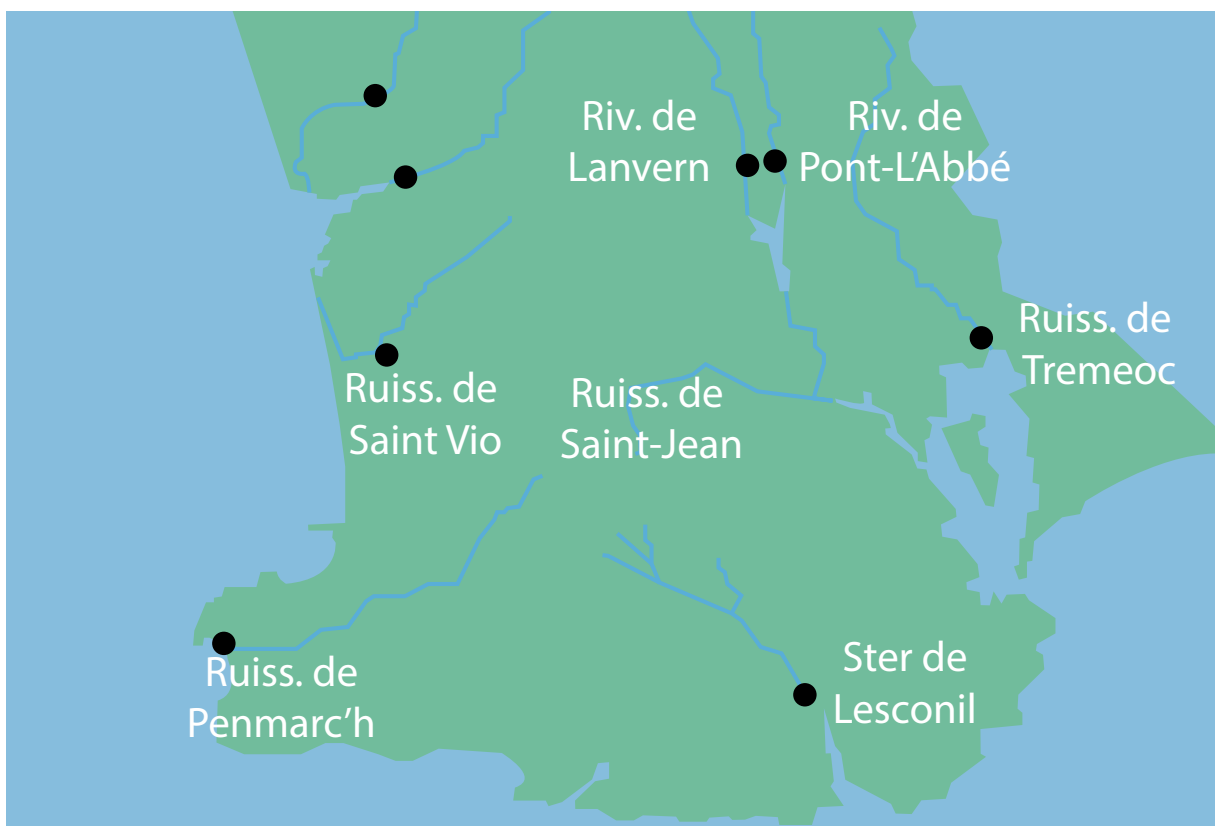 Riv. de
Lanvern
Riv. de
Pont-L'Abbé
Ruiss. de
Tremeoc
Ruiss. de
Saint Vio
Ruiss. de
Saint-Jean
Ster de
Lesconil
Ruiss. de
Penmarc'h